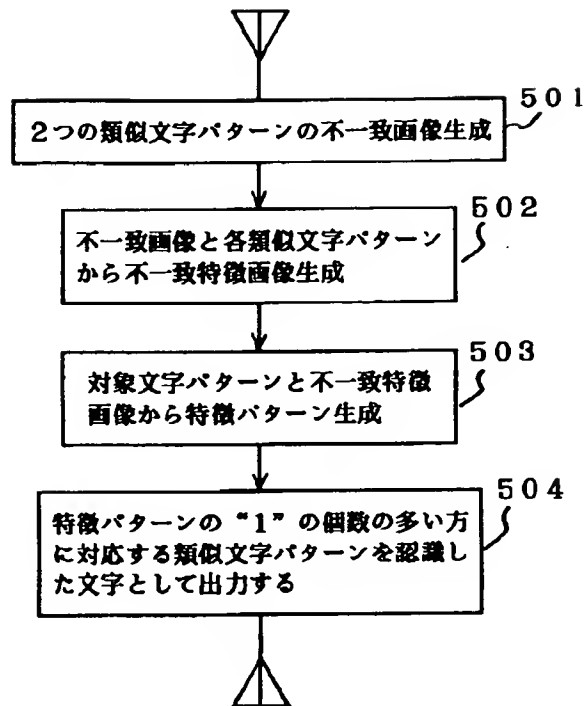 501
2つの類似文字パターンの不一致画像生成
502
不一致画像と各類似文字パターン
から不一致特徴画像生成
503
対象文字パターンと不一致特徴
画像から特徴パターン生成
504
特徴パターンの“1”の個数の多い方
に対応する類似文字パターンを認識し
た文字として出力する